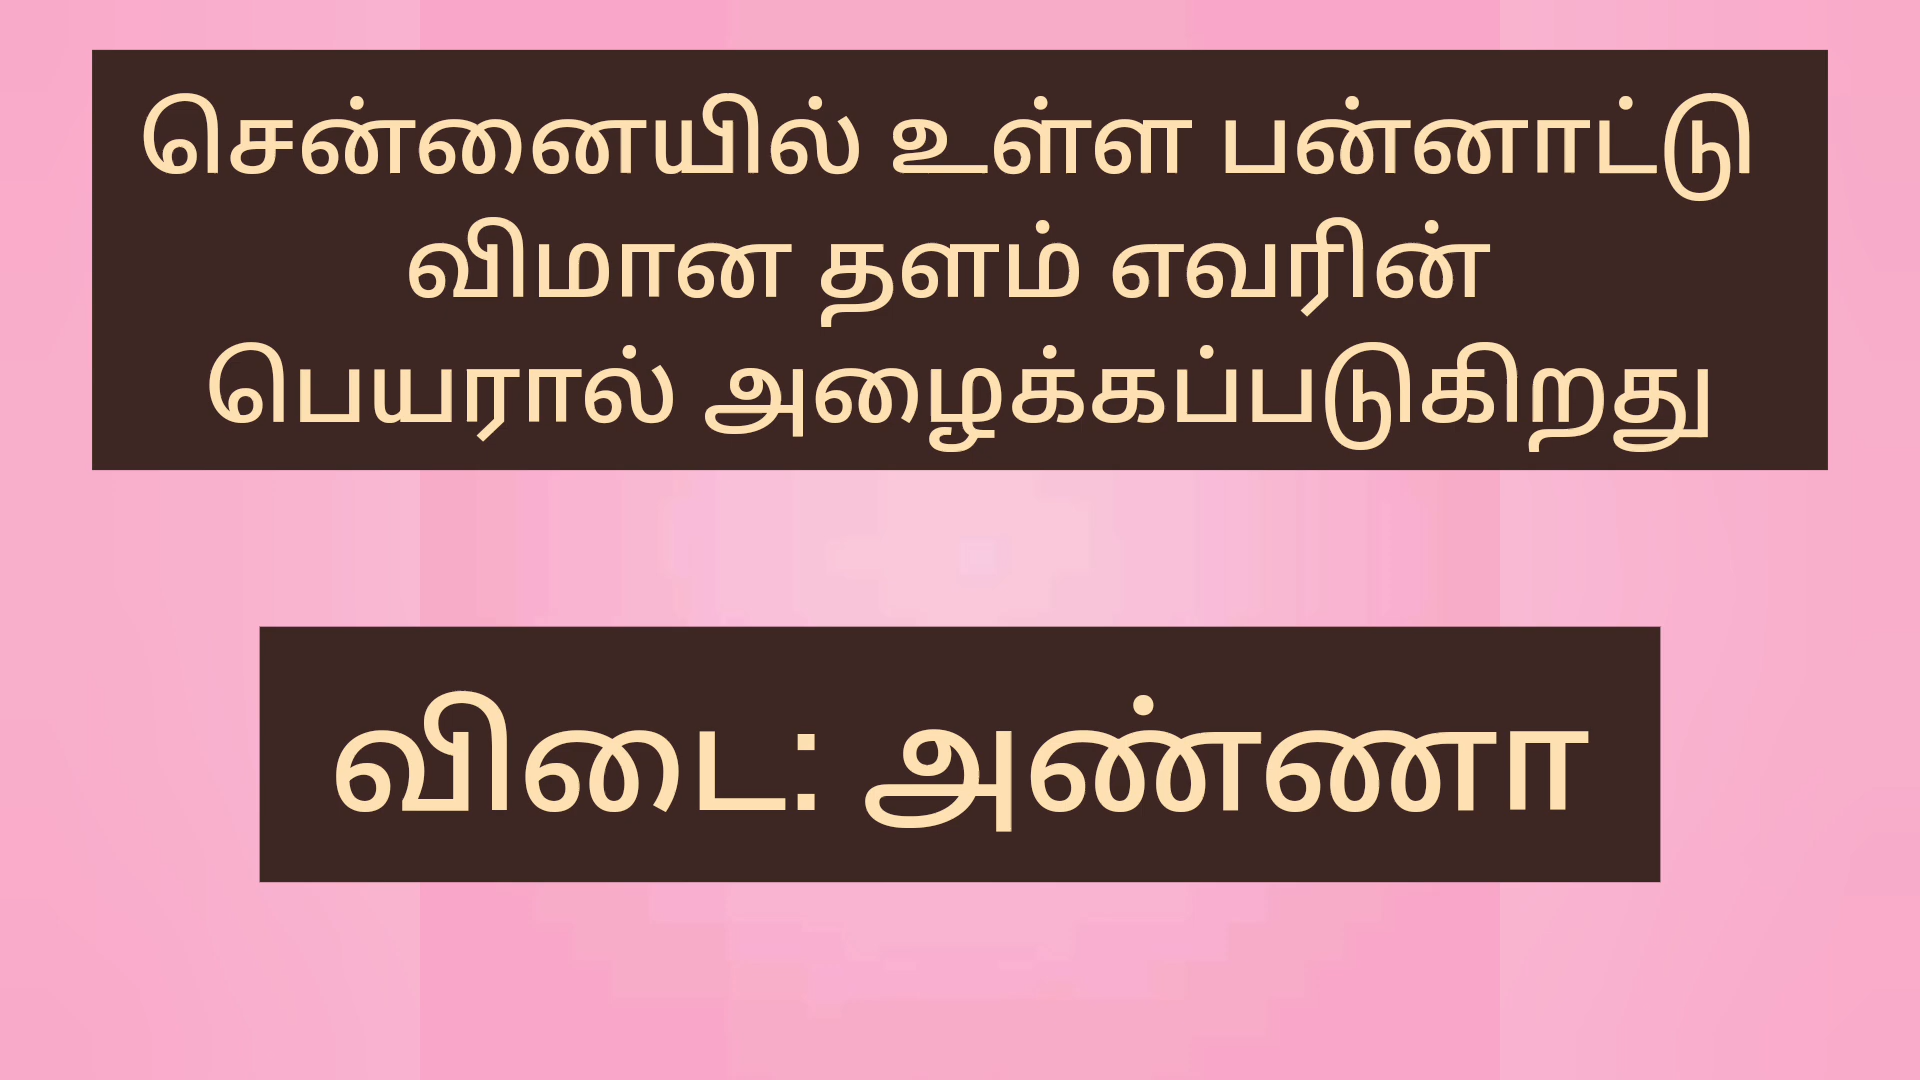 சென்னையில் உள்ள பன்னாட்டு
விமான தளம் எவரின்
பெயரால் அழைக்கப்படுகிறது
விடை: அண்ணா